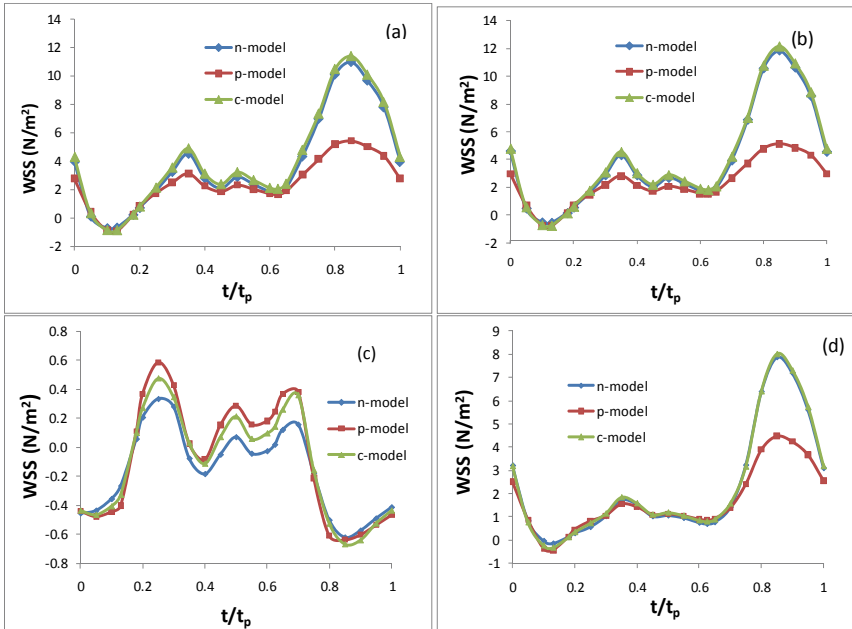 (a)
n-model
p-model
c-model
WSS (N/m²)
14
12
10
8
6
4
2
0
-2
0 0.2 0.4 0.6 0.8 1
t/tₚ
(b)
n-model
p-model
c-model
WSS (N/m²)
14
12
10
8
6
4
2
0
-2
0 0.2 0.4 0.6 0.8 1
t/tₚ
(c)
n-model
p-model
c-model
WSS (N/m²)
0.8
0.6
0.4
0.2
0.0
-0.2
-0.4
-0.6
-0.8
0 0.2 0.4 0.6 0.8 1
t/tₚ
(d)
n-model
p-model
c-model
WSS (N/m²)
9
8
7
6
5
4
3
2
1
0
-1
0 0.2 0.4 0.6 0.8 1
t/tₚ